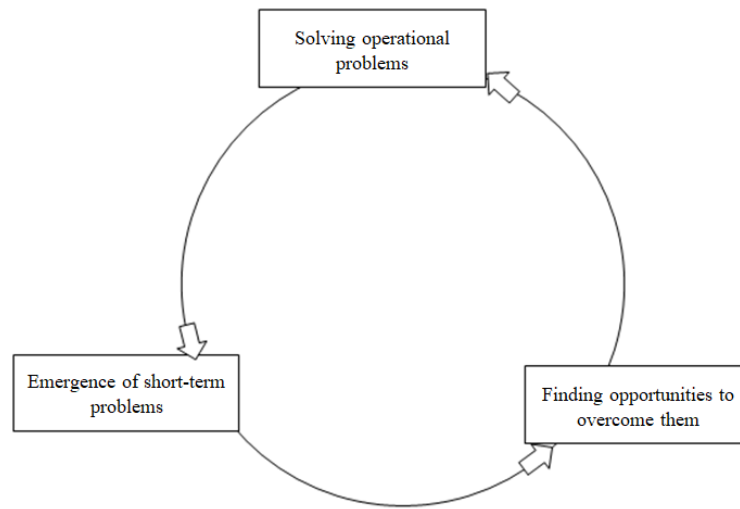 Solving operational
problems
Emergence of short-term
problems
Finding opportunities to
overcome them